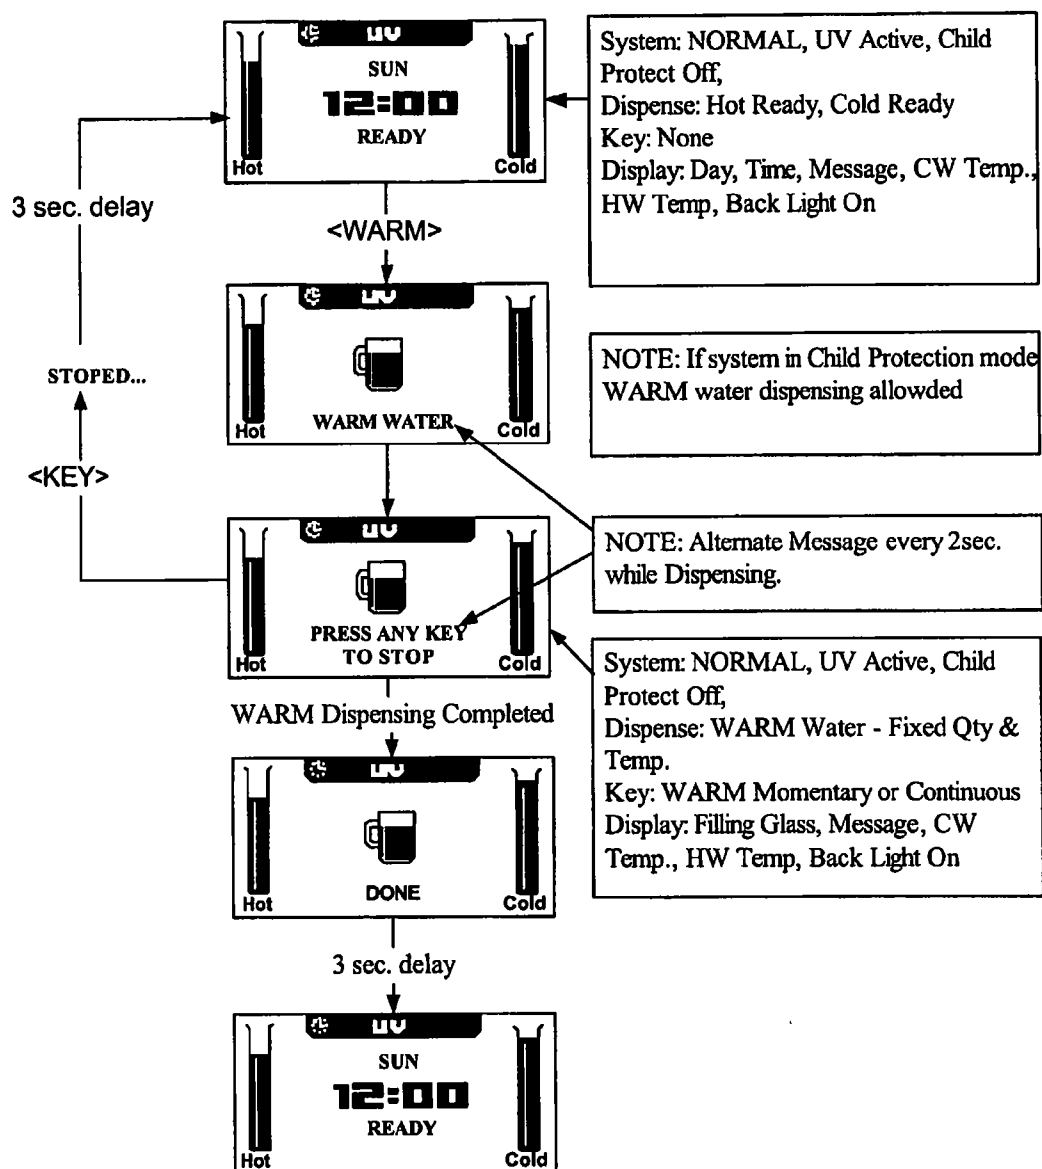 UV
SUN
12:00
READY
Hot
Cold
System: NORMAL, UV Active, Child
Protect Off,
Dispense: Hot Ready, Cold Ready
Key: None
Display: Day, Time, Message, CW Temp.,
HW Temp, Back Light On
3 sec. delay
<WARM>
UV
WARM WATER
Hot
Cold
NOTE: If system in Child Protection mode
WARM water dispensing allowded
STOPED...
<KEY>
UV
PRESS ANY KEY
TO STOP
Hot
Cold
NOTE: Alternate Message every 2sec.
while Dispensing.
System: NORMAL, UV Active, Child
Protect Off,
Dispense: WARM Water - Fixed Qty &
Temp.
Key: WARM Momentary or Continuous
Display: Filling Glass, Message, CW
Temp., HW Temp, Back Light On
WARM Dispensing Completed
UV
DONE
Hot
Cold
3 sec. delay
UV
SUN
12:00
READY
Hot
Cold